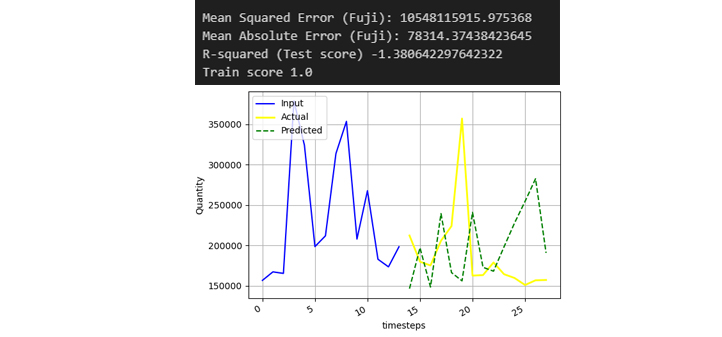 Mean Squared Error (Fuji): 10548115915.975368
Mean Absolute Error (Fuji): 78314.37438423645
R-squared (Test score) -1.380642297642322
Train score 1.0
Input
Actual
Predicted
350000
300000
250000
200000
150000
Quantity
0 5 10 15 20 25
timesteps